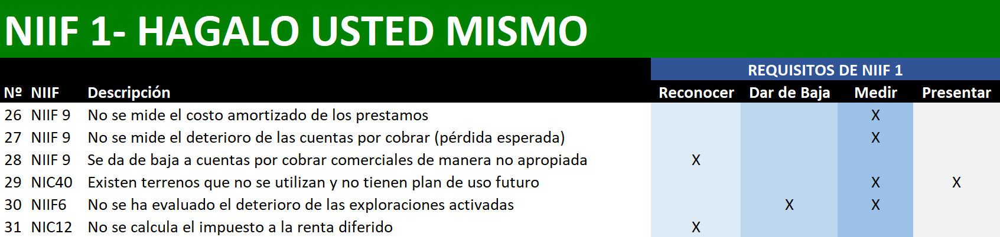 NIIF 1- HAGALO USTED MISMO
REQUISITOS DE NIIF 1
Nº NIIF Descripción Reconocer Dar de Baja Medir Presentar
26 NIIF 9 No se mide el costo amortizado de los prestamos X
27 NIIF 9 No se mide el deterioro de las cuentas por cobrar (pérdida esperada) X
28 NIIF 9 Se da de baja a cuentas por cobrar comerciales de manera no apropiada X
29 NIC40 Existen terrenos que no se utilizan y no tienen plan de uso futuro X X
30 NIIF6 No se ha evaluado el deterioro de las exploraciones activadas X X
31 NIC12 No se calcula el impuesto a la renta diferido X